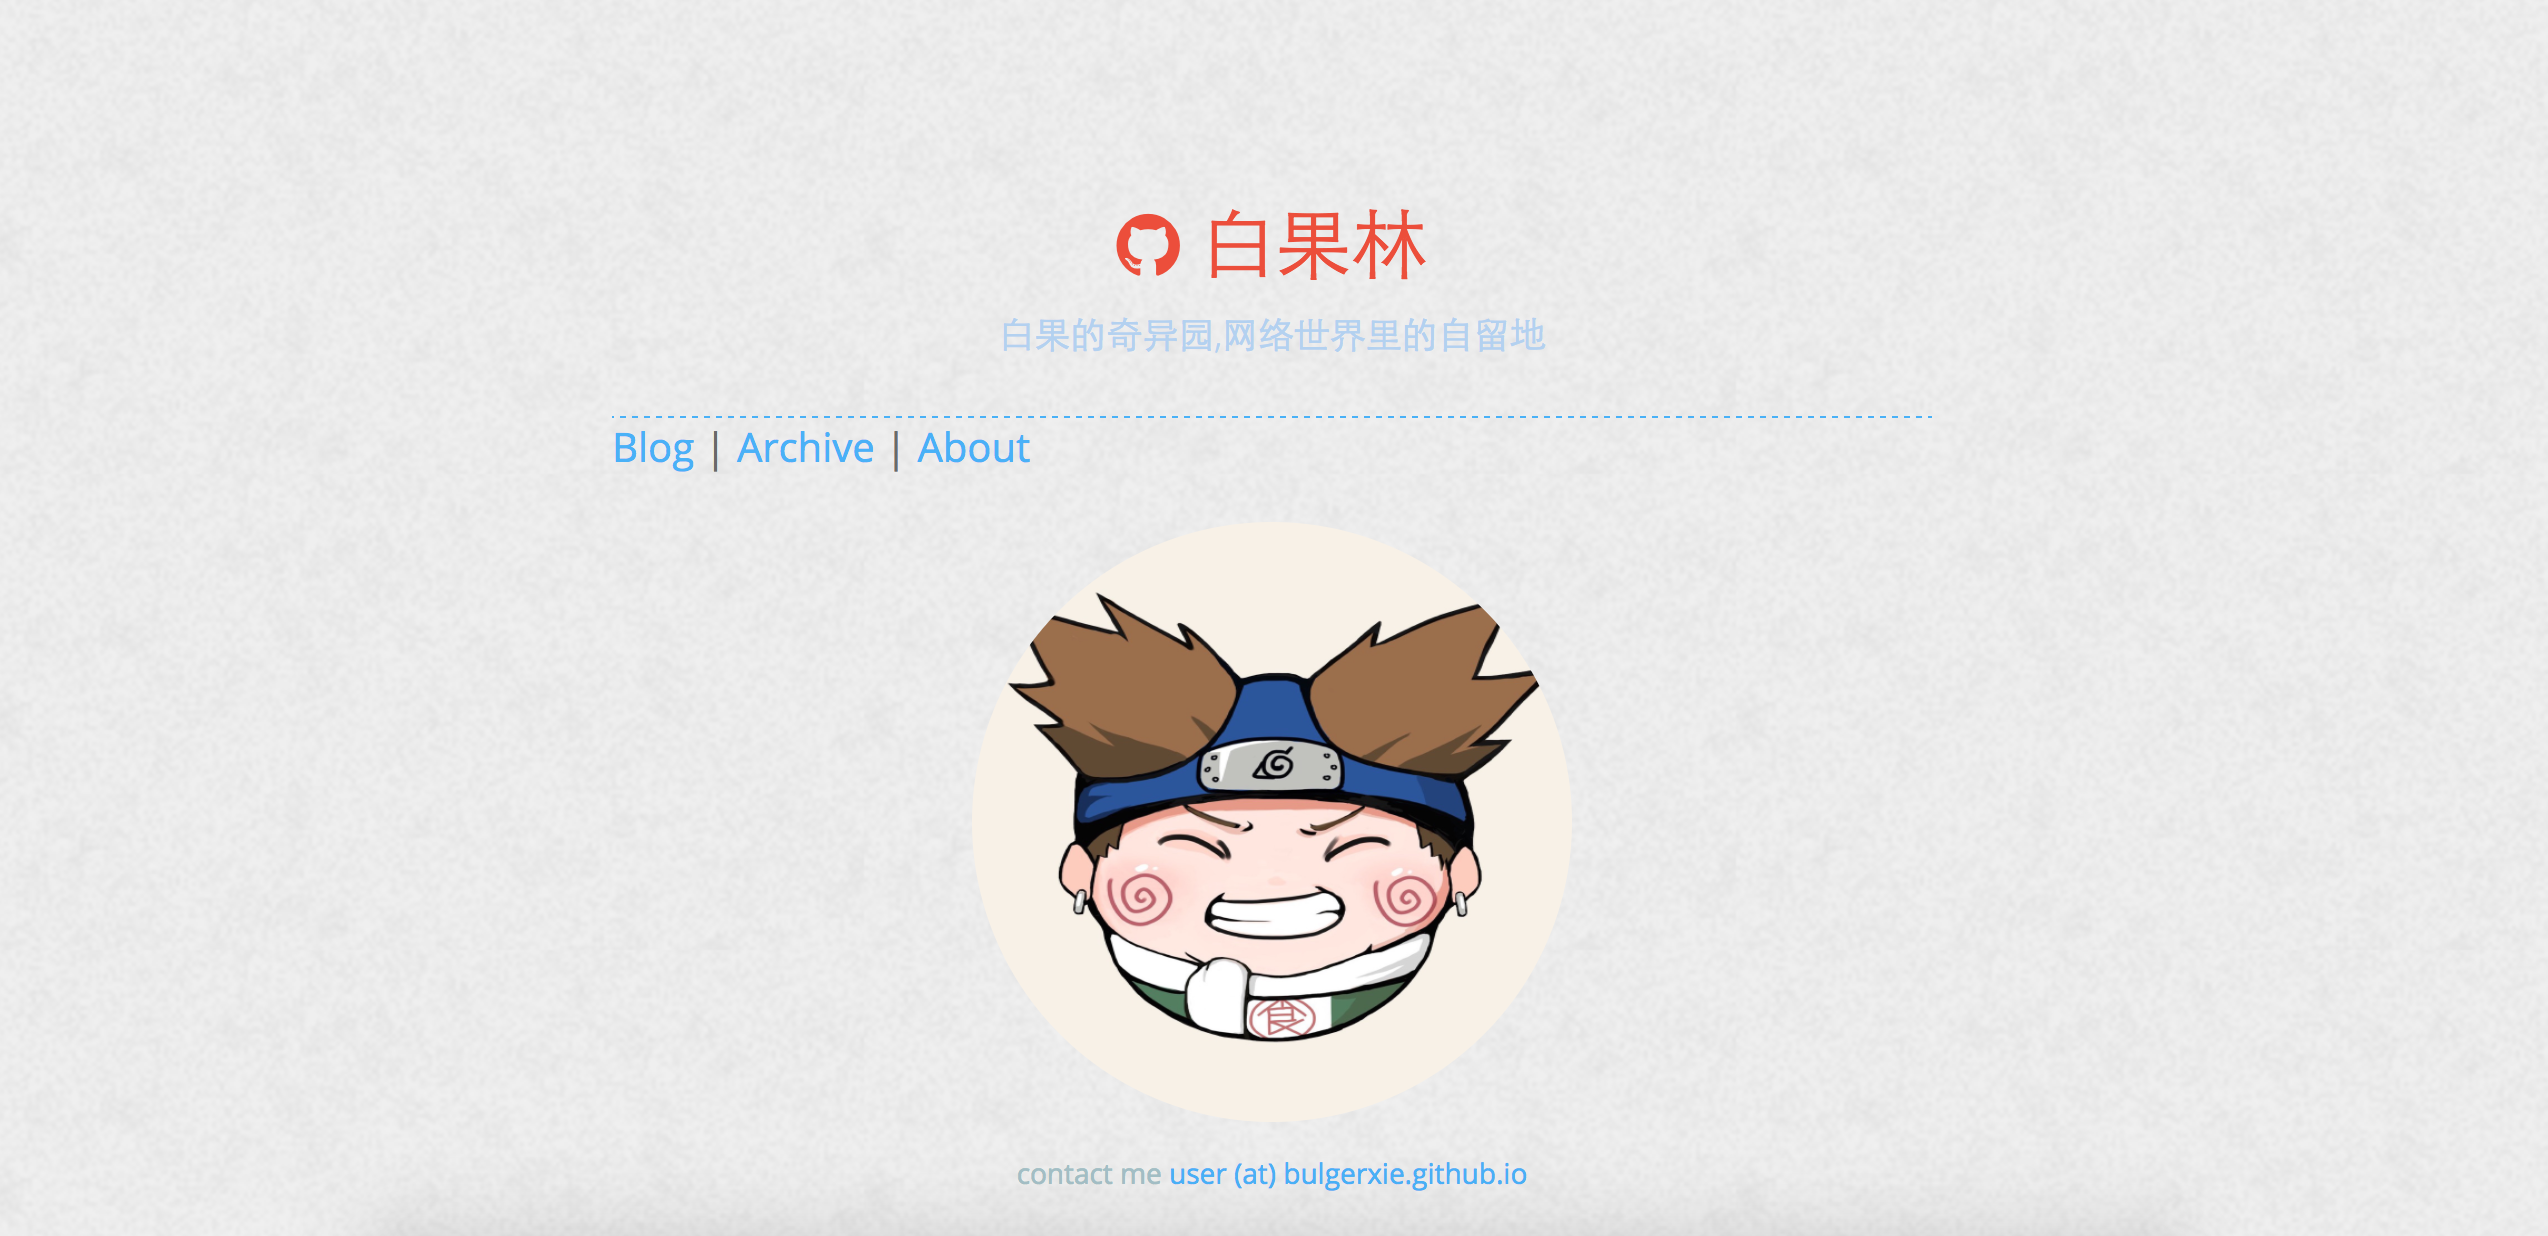 白果林
白果的奇异园,网络世界里的自留地
Blog | Archive | About
食
contact me user (at) bulgerxie.github.io